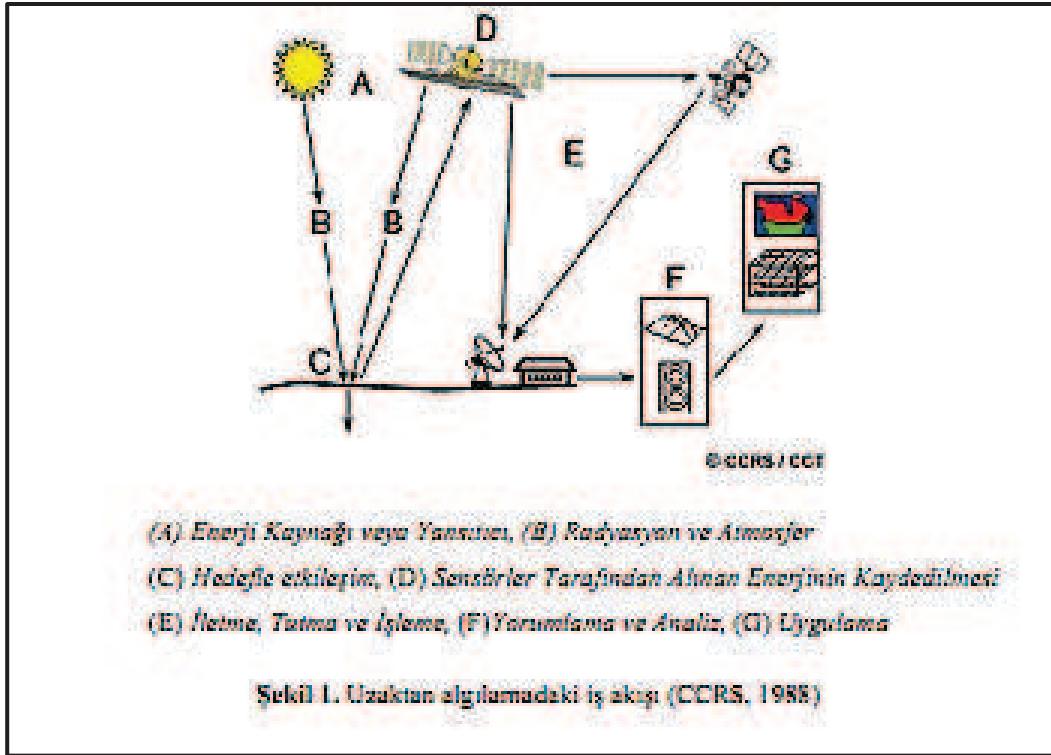 D
A
E
G
B
B
F
C
© CCRS / CCT
(A) Enerji Kaynağı veya Yansıtıcı, (B) Radyasyon ve Atmosfer
(C) Hedefle etkileşim, (D) Sensörler Tarafından Alınan Enerjinin Kaydedilmesi
(E) İletme, Tutma ve İşleme, (F)Yorumlama ve Analiz, (G) Uygulama
Şekil 1. Uzaktan algılamadaki iş akışı (CCRS, 1988)